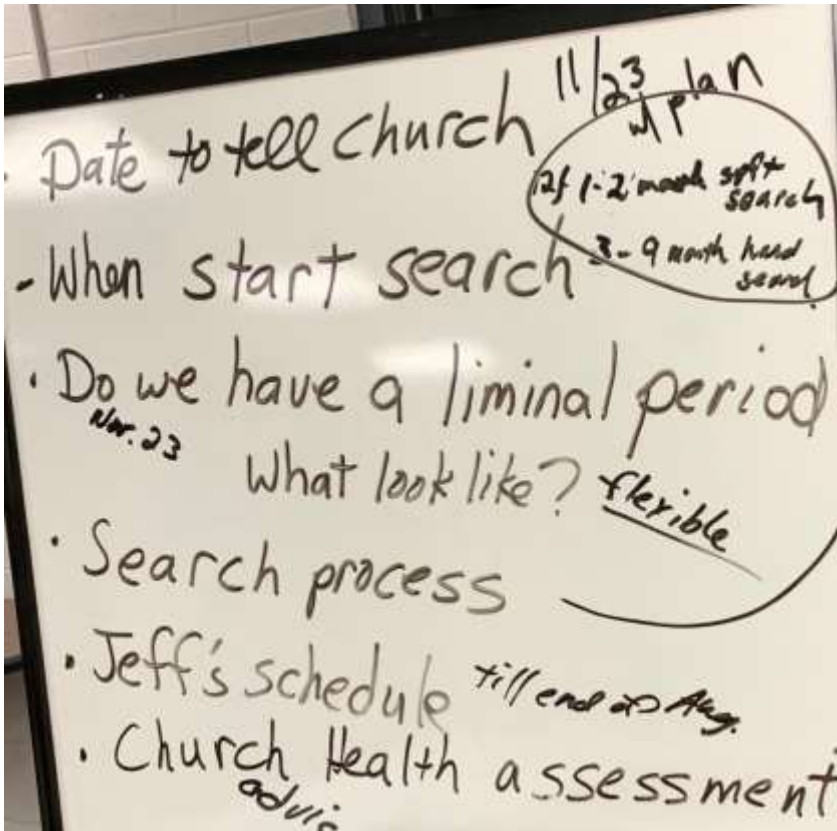 • Date to tell church 11/23 w/ plan
1-2 month soft search
- When start search 3-9 month hard search
• Do we have a liminal period
Nov. 23
What look like? flexible
• Search process
• Jeff's schedule till end of Aug.
• Church Health assessment